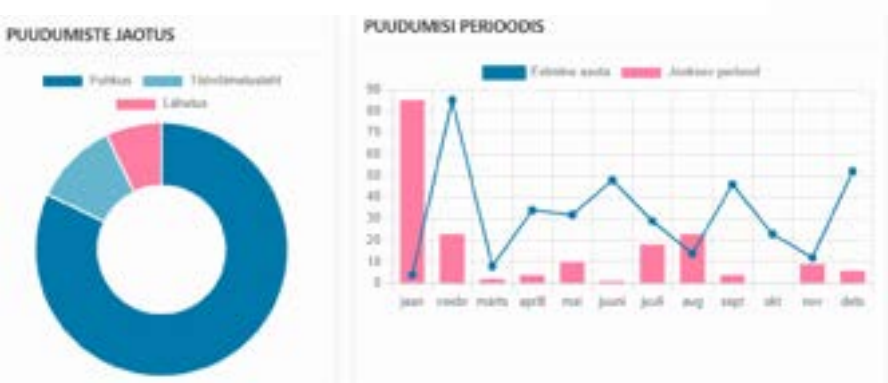 PUUDUMISTE JAOTUS
Puhkus Töövõimetusleht
Lähetus
PUUDUMISI PERIOODIS
Eelmine aasta Jooksev periood
90
80
70
60
50
40
30
20
10
0
jaan veebr märts aprill mai juuni juuli aug sept okt nov dets